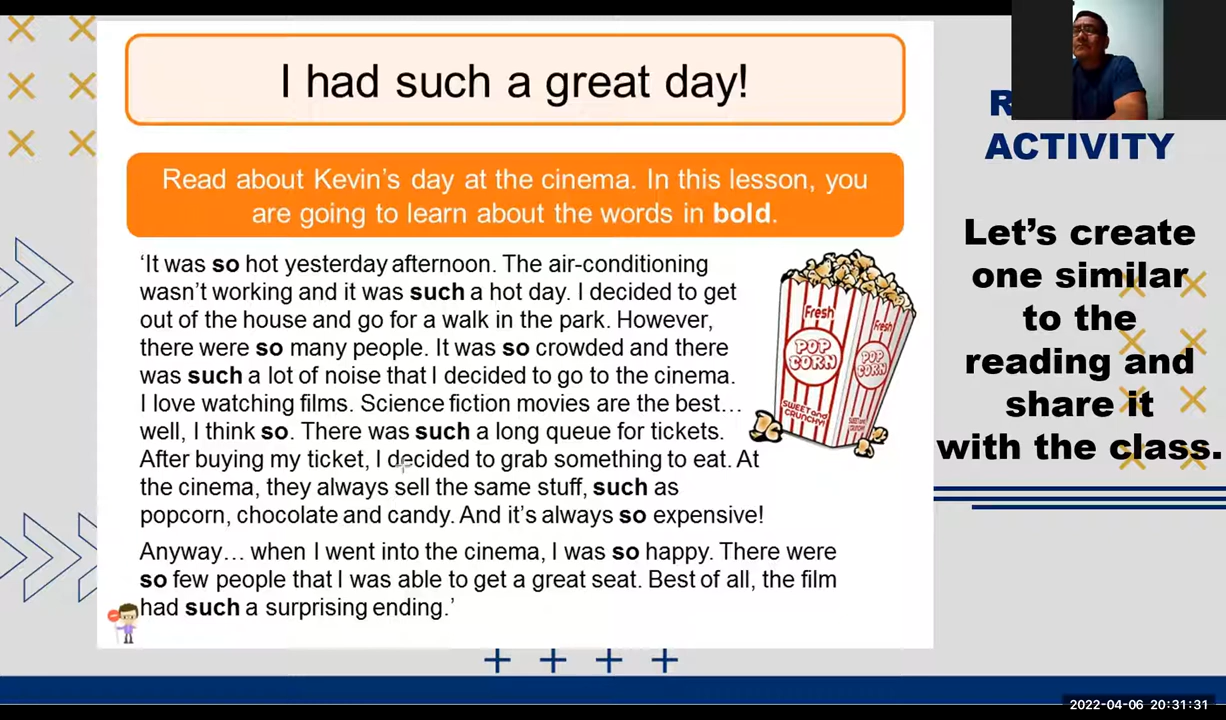 I had such a great day!
Read about Kevin's day at the cinema. In this lesson, you
are going to learn about the words in bold.
'It was so hot yesterday afternoon. The air-conditioning
wasn't working and it was such a hot day. I decided to get
out of the house and go for a walk in the park. However,
there were so many people. It was so crowded and there
was such a lot of noise that I decided to go to the cinema.
I love watching films. Science fiction movies are the best…
well, I think so. There was such a long queue for tickets.
After buying my ticket, I decided to grab something to eat. At
the cinema, they always sell the same stuff, such as
popcorn, chocolate and candy. And it's always so expensive!
Anyway… when I went into the cinema, I was so happy. There were
so few people that I was able to get a great seat. Best of all, the film
had such a surprising ending.'
Fresh
Fresh
POP
CORN
POP
CORN
SWEET and
CRUNCHY!
ACTIVITY
Let's create
one similar
to the
reading and
share it
with the class.
2022-04-06 20:31:31